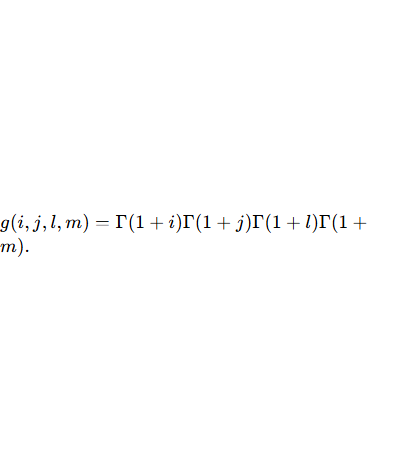 g(i, j, l, m) = Γ(1 + i)Γ(1 + j)Γ(1 + l)Γ(1 +
m).